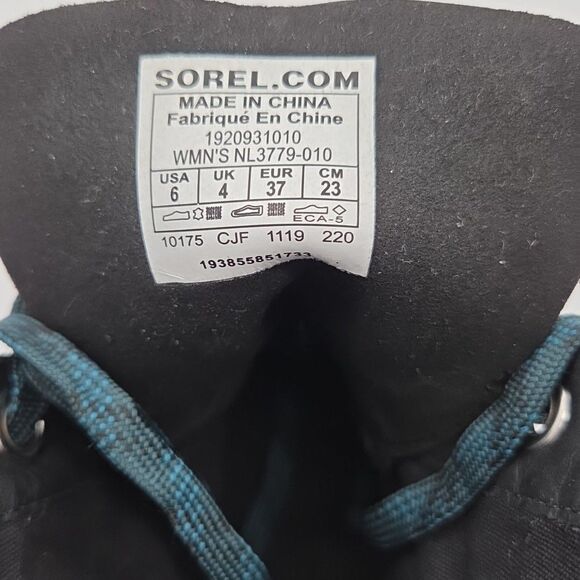 SOREL.COM
MADE IN CHINA
Fabriqué En Chine
1920931010
WMN'S NL3779-010
USA UK EUR CM
6 4 37 23
ECA-5
10175 CJF 1119 220